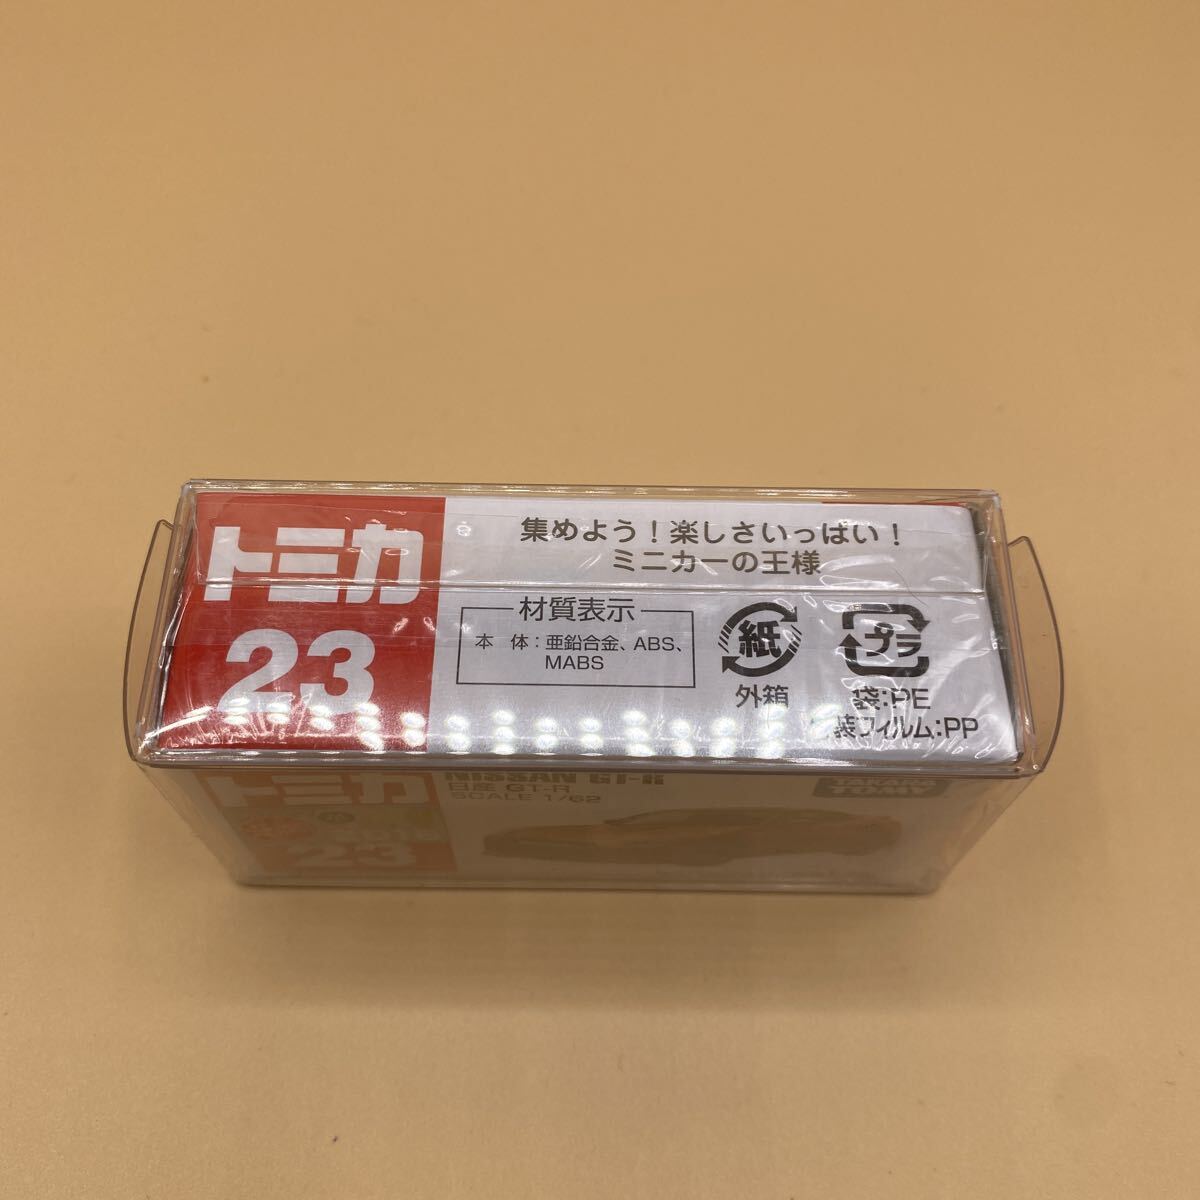 トミカ
23
集めよう！楽しさいっぱい！
ミニカーの王様
材質表示
本　体：亜鉛合金、ABS、
MABS
紙
外箱
プラ
袋:PE
装フィルム:PP
トミカ
23
NISSAN GT-R
日産 GT-R
SCALE 1/62
TAKARA
TOMY